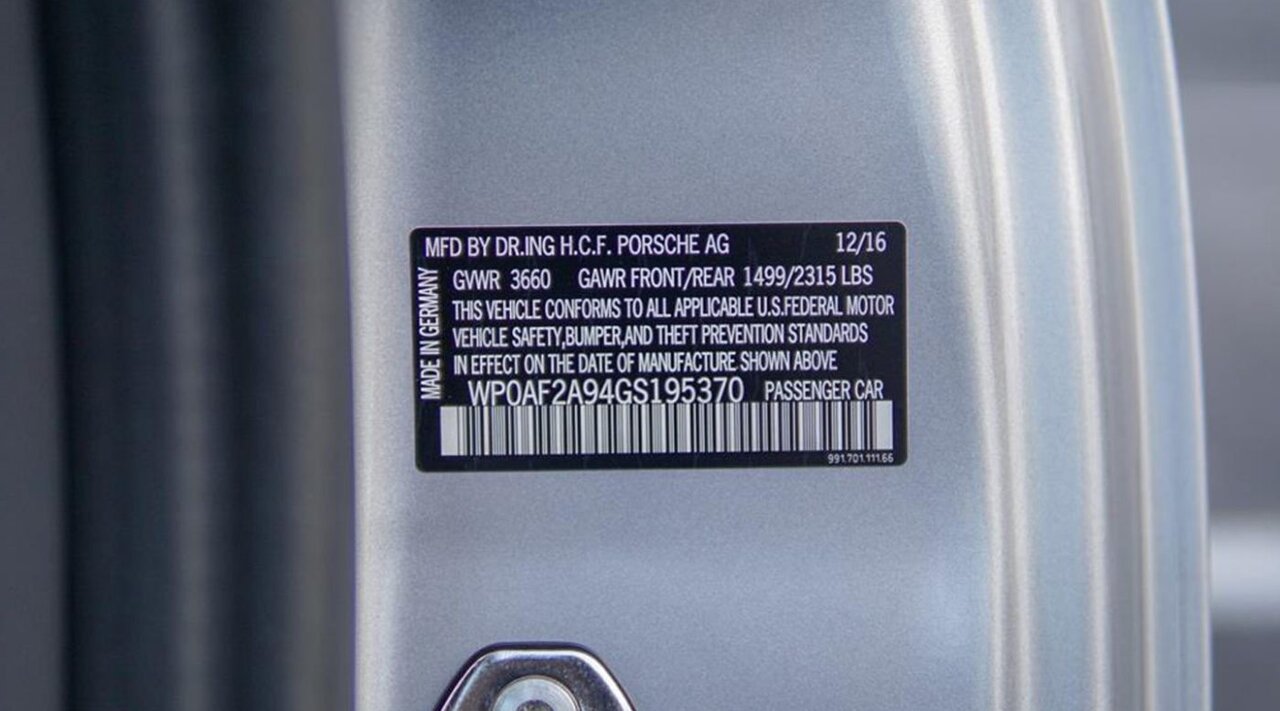 MFD BY DR.ING H.C.F. PORSCHE AG 12/16
GVWR 3660 GAWR FRONT/REAR 1499/2315 LBS
THIS VEHICLE CONFORMS TO ALL APPLICABLE U.S.FEDERAL MOTOR
VEHICLE SAFETY,BUMPER,AND THEFT PREVENTION STANDARDS
IN EFFECT ON THE DATE OF MANUFACTURE SHOWN ABOVE
WP0AF2A94GS195370 PASSENGER CAR
991.701.111.66
MADE IN GERMANY